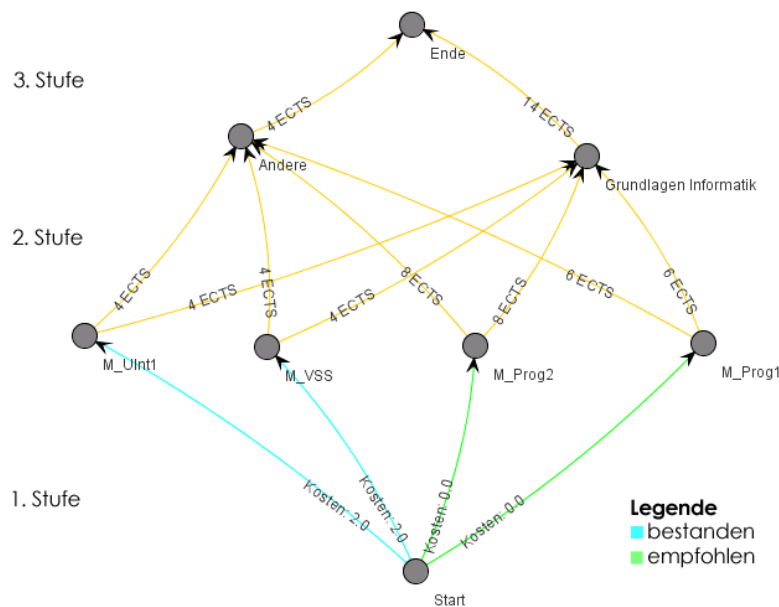 Ende
3. Stufe
4 ECTS
14 ECTS
Andere
Grundlagen Informatik
2. Stufe
4 ECTS
4 ECTS
4 ECTS
4 ECTS
8 ECTS
8 ECTS
6 ECTS
6 ECTS
M_UInt1
M_VSS
M_Prog2
M_Prog1
1. Stufe
Kosten: 2.0
Kosten: 2.0
Kosten: 0.0
Kosten: 0.0
Legende
bestanden
empfohlen
Start